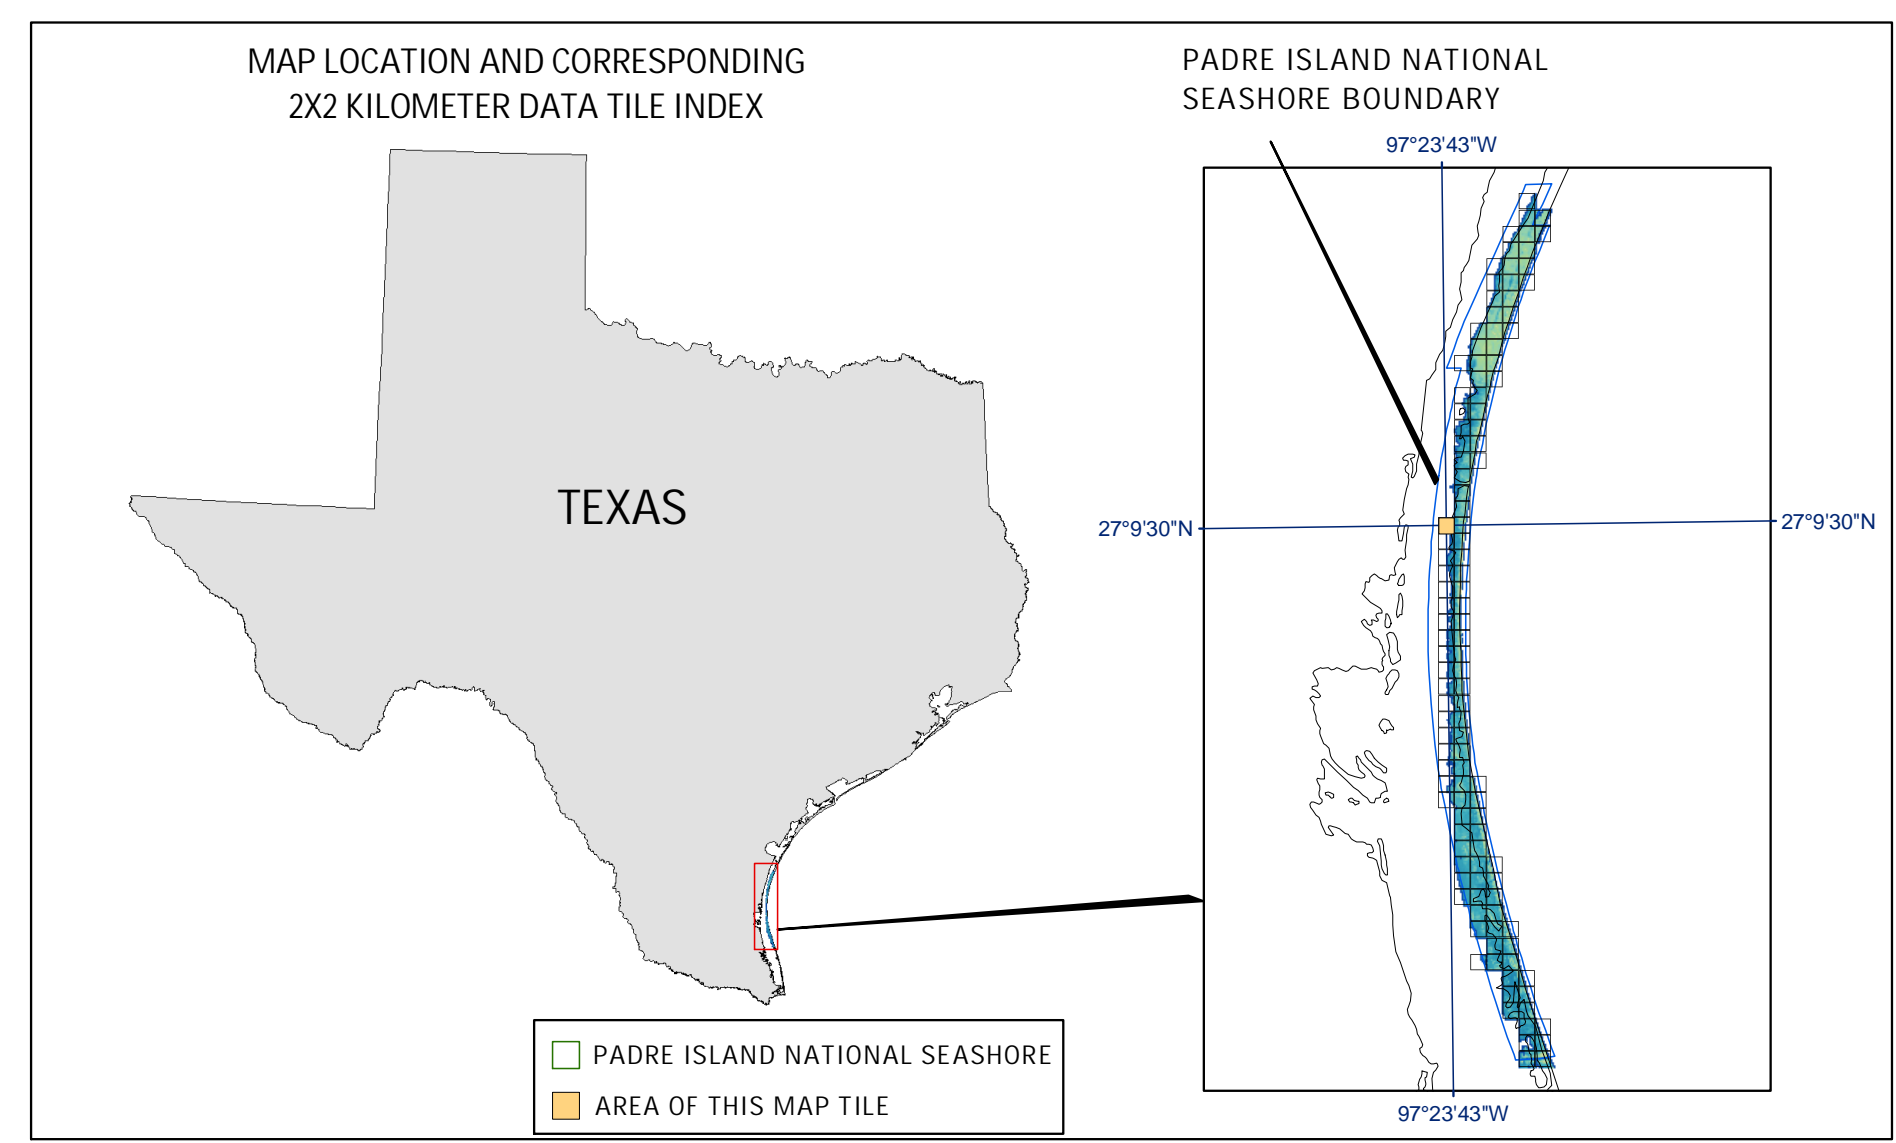 MAP LOCATION AND CORRESPONDING
2X2 KILOMETER DATA TILE INDEX
PADRE ISLAND NATIONAL
SEASHORE BOUNDARY
97°23'43"W
TEXAS
27°9'30"N
27°9'30"N
PADRE ISLAND NATIONAL SEASHORE
AREA OF THIS MAP TILE
97°23'43"W